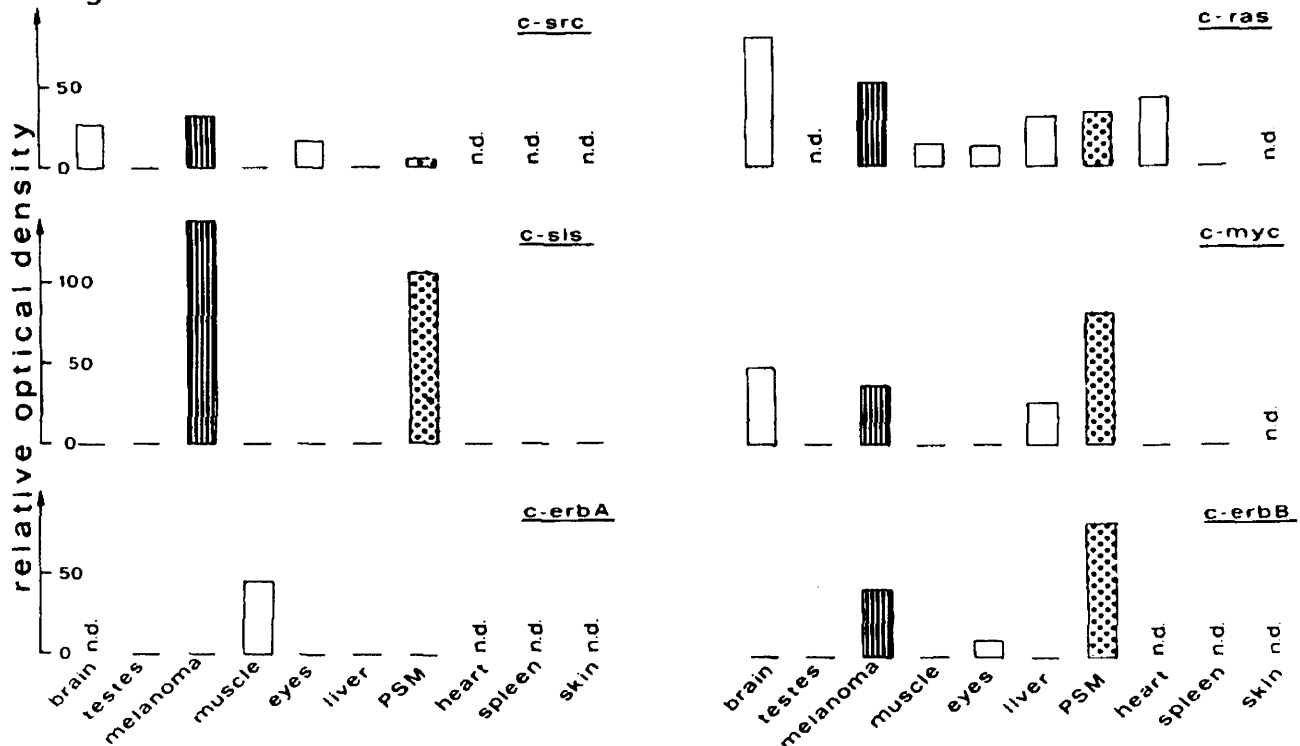 c-src
50
0
n.d.
n.d.
n.d.
c-ras
n.d.
n.d
relative optical density
c-sis
100
50
0
c-myc
n.d.
c-erbA
50
0
n.d.
n.d.
n.d.
n.d.
brain
testes
melanoma
muscle
eyes
liver
PSM
heart
spleen
skin
c-erbB
n.d.
n.d.
n.d.
brain
testes
melanoma
muscle
eyes
liver
PSM
heart
spleen
skin